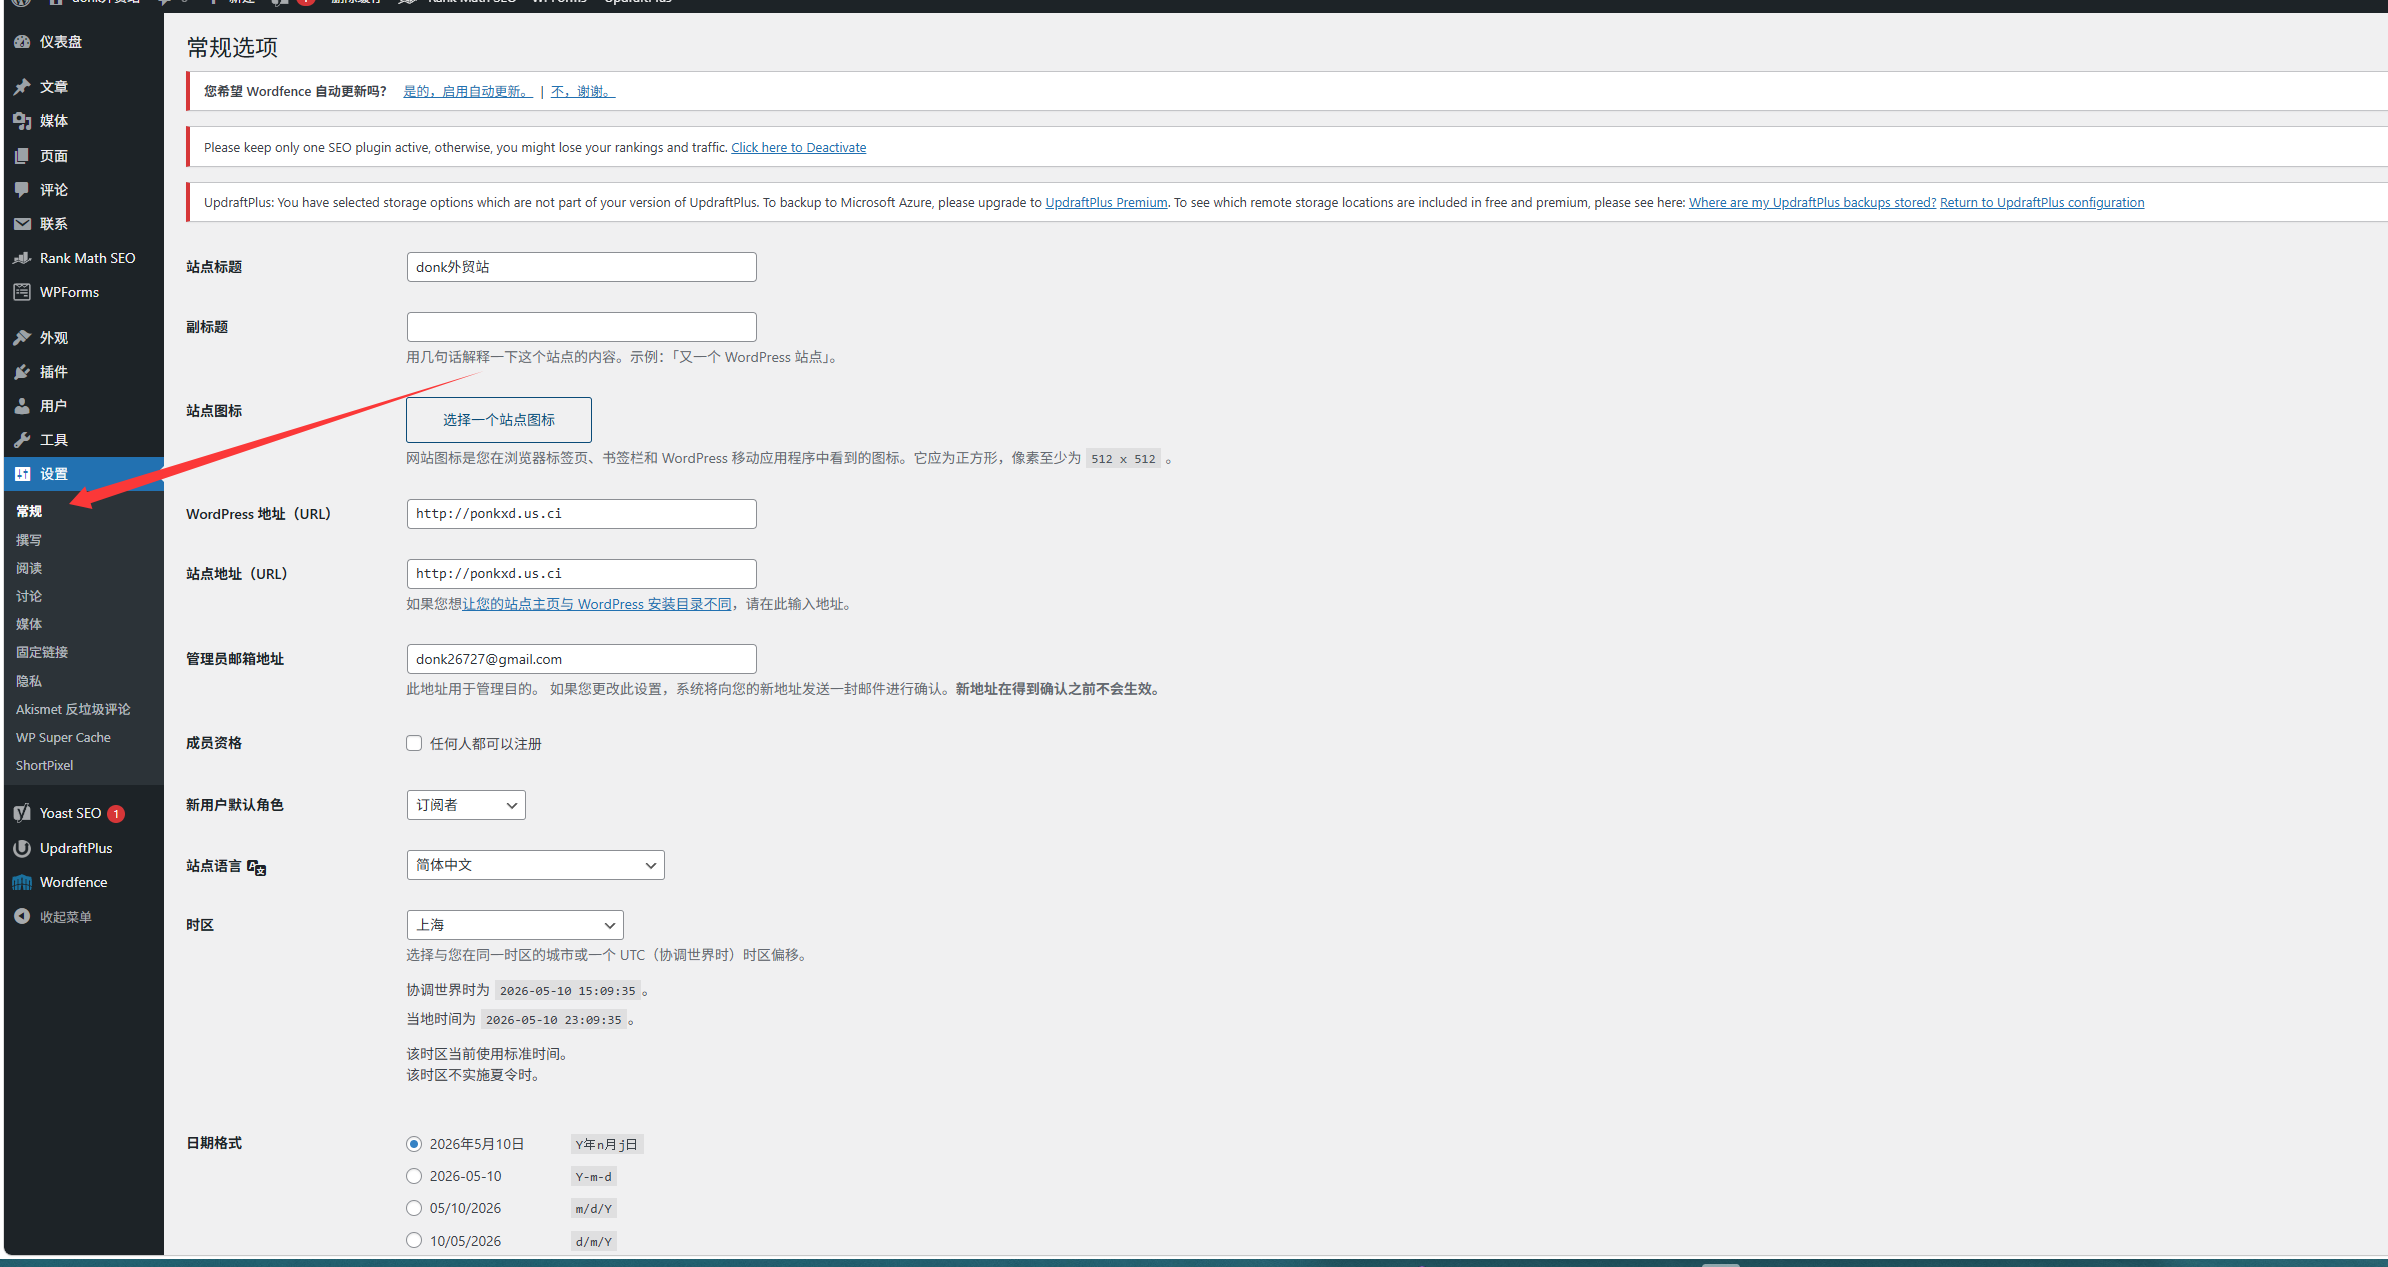 仪表盘
文章
媒体
页面
评论
联系
Rank Math SEO
WPForms
外观
插件
用户
工具
设置
常规
撰写
阅读
讨论
媒体
固定链接
隐私
Akismet 反垃圾评论
WP Super Cache
ShortPixel
Yoast SEO 1
UpdraftPlus
Wordfence
收起菜单
常规选项
您希望 Wordfence 自动更新吗？ 是的，启用自动更新。 | 不，谢谢。
Please keep only one SEO plugin active, otherwise, you might lose your rankings and traffic. Click here to Deactivate
UpdraftPlus: You have selected storage options which are not part of your version of UpdraftPlus. To backup to Microsoft Azure, please upgrade to UpdraftPlus Premium. To see which remote storage locations are included in free and premium, please see here: Where are my UpdraftPlus backups stored? Return to UpdraftPlus configuration
站点标题 donk外贸站
副标题
用几句话解释一下这个站点的内容。示例：「又一个 WordPress 站点」。
站点图标 选择一个站点图标
网站图标是您在浏览器标签页、书签栏和 WordPress 移动应用程序中看到的图标。它应为正方形，像素至少为 512 x 512 。
WordPress 地址（URL） http://ponkxd.us.ci
站点地址（URL） http://ponkxd.us.ci
如果您想让您的站点主页与 WordPress 安装目录不同，请在此输入地址。
管理员邮箱地址 donk26727@gmail.com
此地址用于管理目的。 如果您更改此设置，系统将向您的新地址发送一封邮件进行确认。新地址在得到确认之前不会生效。
成员资格 任何人都可以注册
新用户默认角色 订阅者
站点语言 简体中文
时区 上海
选择与您在同一时区的城市或一个 UTC（协调世界时）时区偏移。
协调世界时为 2026-05-10 15:09:35 。
当地时间为 2026-05-10 23:09:35 。
该时区当前使用标准时间。
该时区不实施夏令时。
日期格式 2026年5月10日 Y年n月j日
2026-05-10 Y-m-d
05/10/2026 m/d/Y
10/05/2026 d/m/Y